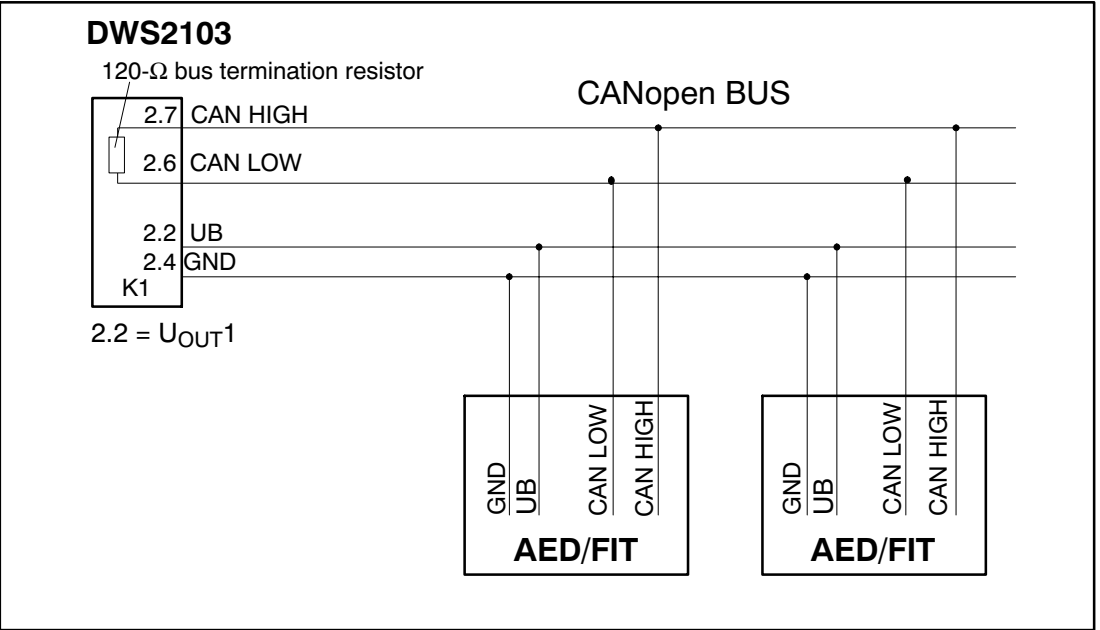 DWS2103
120-Ω bus termination resistor
CANopen BUS
2.7 CAN HIGH
2.6 CAN LOW
2.2 UB
2.4 GND
K1
2.2 = UOUT1
GND
UB
CAN LOW
CAN HIGH
AED/FIT
GND
UB
CAN LOW
CAN HIGH
AED/FIT